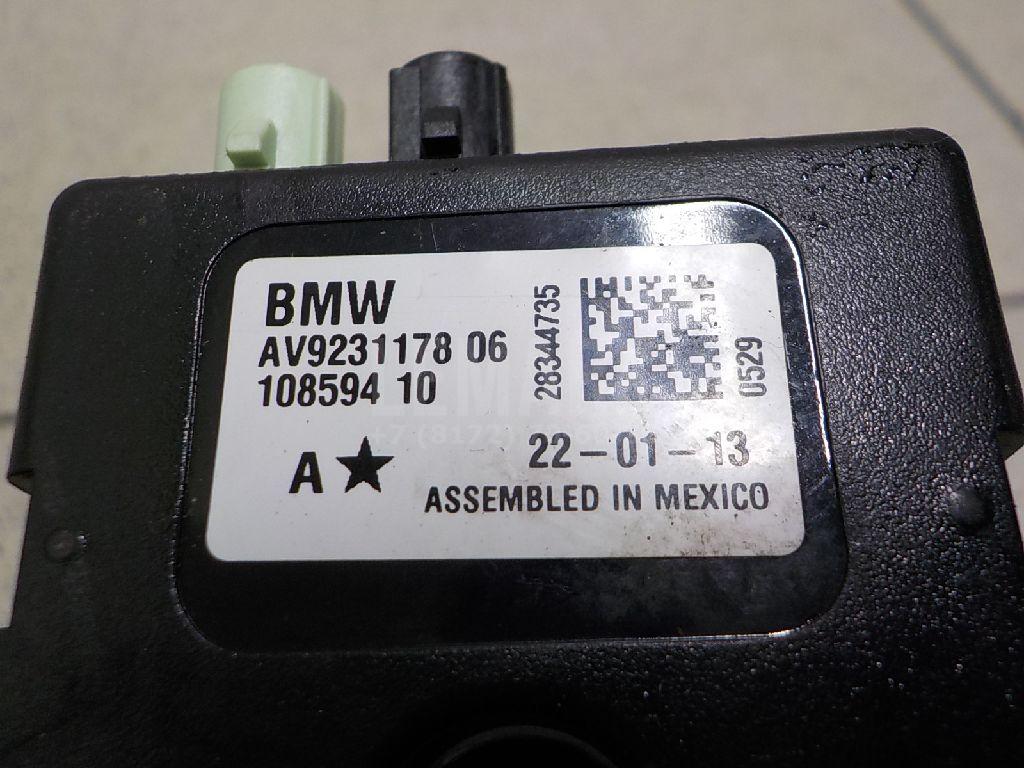 BMW
AV9231178 06
108594 10
28344735
0529
A★
22-01-13
ASSEMBLED IN MEXICO